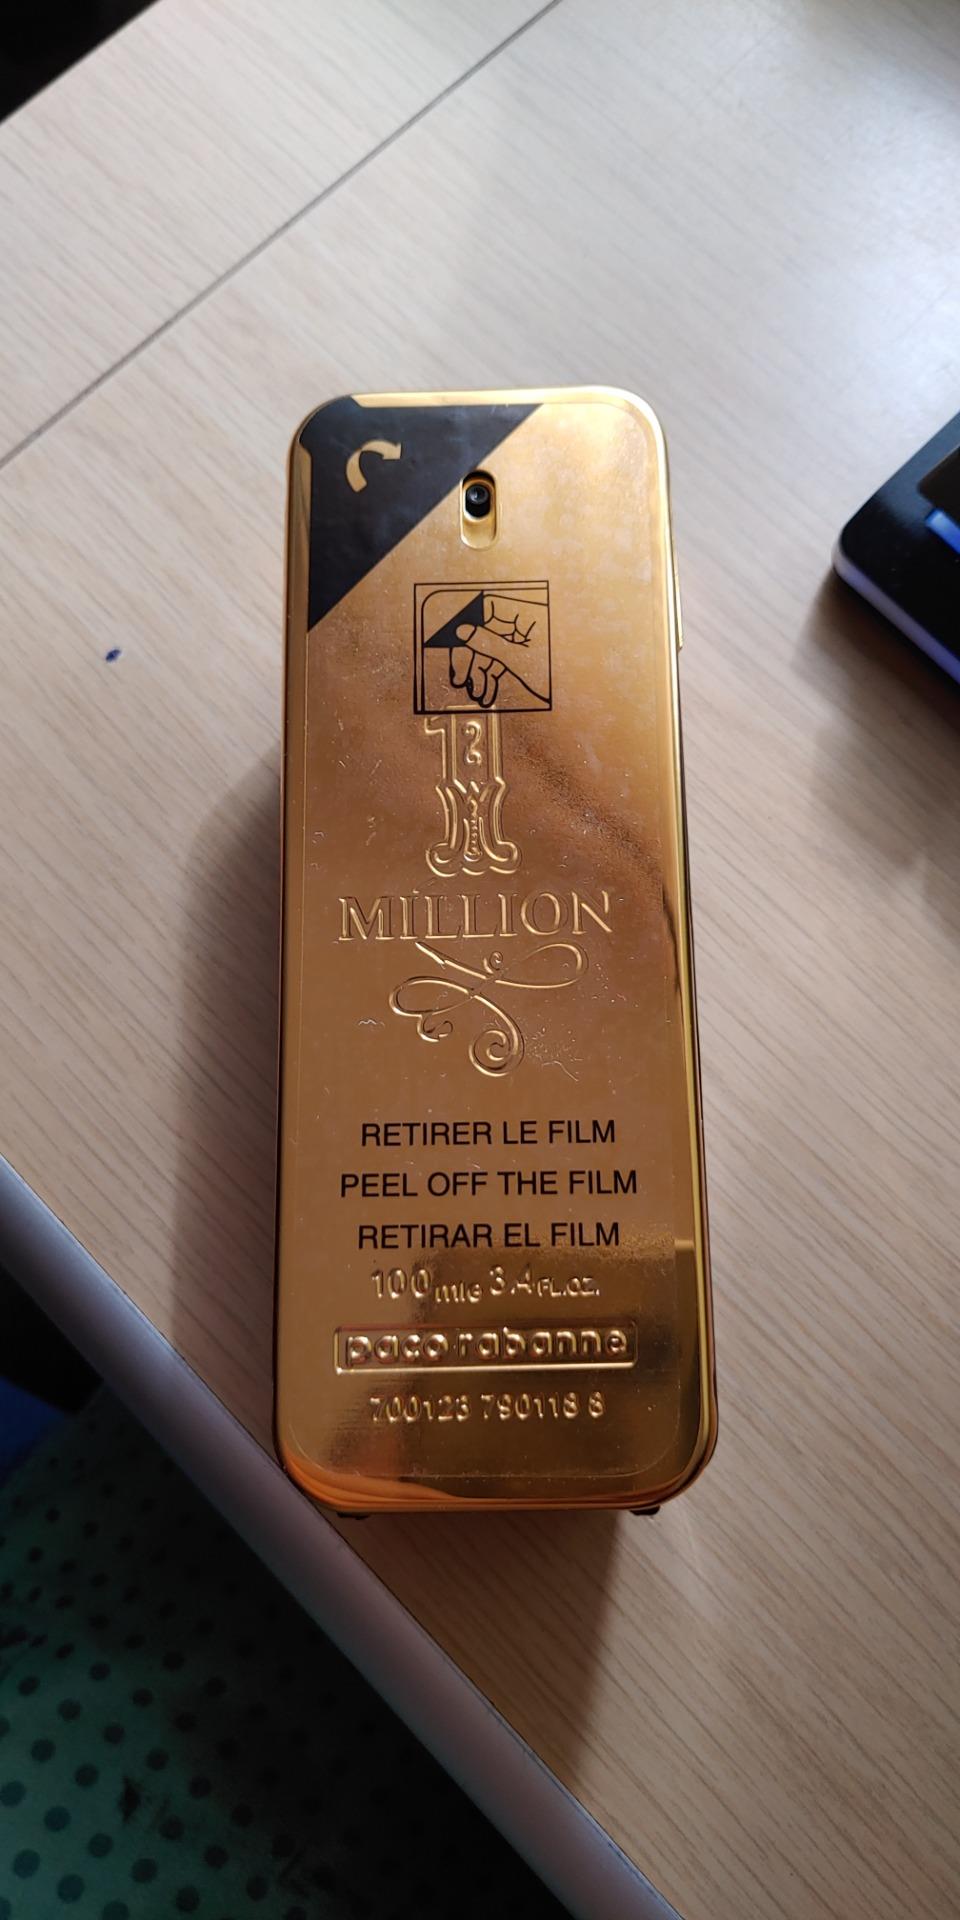 1
MILLION
RETIRER LE FILM
PEEL OFF THE FILM
RETIRAR EL FILM
100 ml e 3.4 FL.OZ.
paco rabanne
700123 790118 8